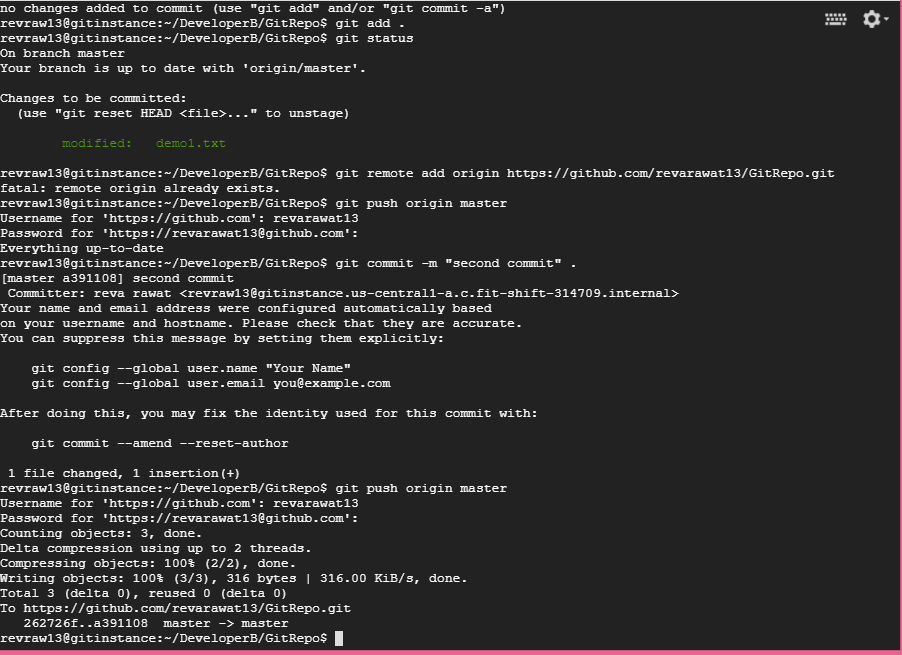 no changes added to commit (use "git add" and/or "git commit -a")
revraw13@gitinstance:~/DeveloperB/GitRepo$ git add .
revraw13@gitinstance:~/DeveloperB/GitRepo$ git status
On branch master
Your branch is up to date with 'origin/master'.
Changes to be committed:
  (use "git reset HEAD <file>..." to unstage)
        modified:   demo1.txt
revraw13@gitinstance:~/DeveloperB/GitRepo$ git remote add origin https://github.com/revarawat13/GitRepo.git
fatal: remote origin already exists.
revraw13@gitinstance:~/DeveloperB/GitRepo$ git push origin master
Username for 'https://github.com': revarawat13
Password for 'https://revarawat13@github.com':
Everything up-to-date
revraw13@gitinstance:~/DeveloperB/GitRepo$ git commit -m "second commit" .
[master a391108] second commit
 Committer: reva rawat <revraw13@gitinstance.us-central1-a.c.fit-shift-314709.internal>
Your name and email address were configured automatically based
on your username and hostname. Please check that they are accurate.
You can suppress this message by setting them explicitly:
    git config --global user.name "Your Name"
    git config --global user.email you@example.com
After doing this, you may fix the identity used for this commit with:
    git commit --amend --reset-author
 1 file changed, 1 insertion(+)
revraw13@gitinstance:~/DeveloperB/GitRepo$ git push origin master
Username for 'https://github.com': revarawat13
Password for 'https://revarawat13@github.com':
Counting objects: 3, done.
Delta compression using up to 2 threads.
Compressing objects: 100% (2/2), done.
Writing objects: 100% (3/3), 316 bytes | 316.00 KiB/s, done.
Total 3 (delta 0), reused 0 (delta 0)
To https://github.com/revarawat13/GitRepo.git
   262726f..a391108  master -> master
revraw13@gitinstance:~/DeveloperB/GitRepo$